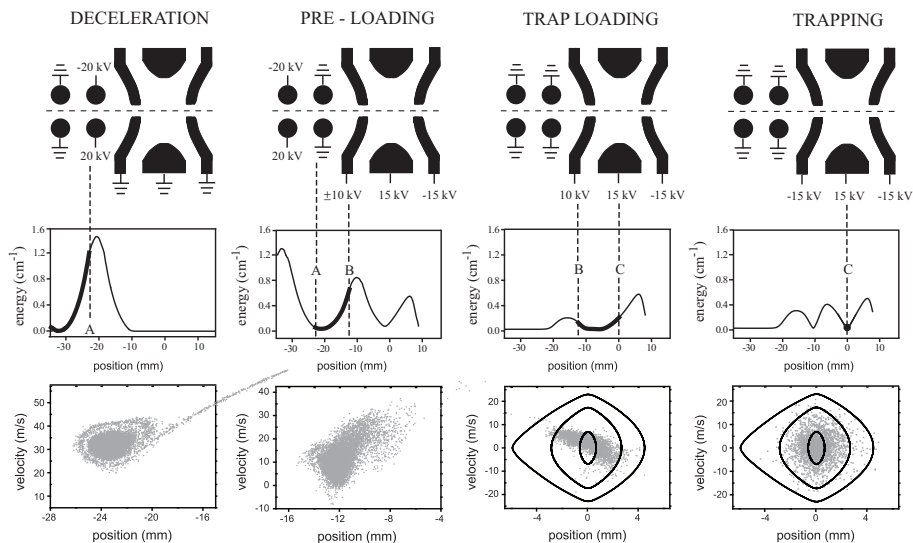 DECELERATION PRE - LOADING TRAP LOADING TRAPPING
-20 kV -20 kV
20 kV 20 kV ±10 kV 15 kV -15 kV 10 kV 15 kV -15 kV -15 kV 15 kV -15 kV
energy (cm⁻¹)
1.6
1.2
0.8
0.4
0.0
A
-30 -20 -10 0 10
position (mm)
energy (cm⁻¹)
1.6
1.2
0.8
0.4
0.0
A B
-30 -20 -10 0 10
position (mm)
energy (cm⁻¹)
1.6
1.2
0.8
0.4
0.0
B C
-30 -20 -10 0 10
position (mm)
energy (cm⁻¹)
1.6
1.2
0.8
0.4
0.0
C
-30 -20 -10 0 10
position (mm)
velocity (m/s)
50
40
30
20
10
-28 -24 -20 -16
position (mm)
velocity (m/s)
40
30
20
10
0
-10
-16 -12 -8 -4
position (mm)
velocity (m/s)
20
10
0
-10
-20
-4 0 4
position (mm)
velocity (m/s)
20
10
0
-10
-20
-4 0 4
position (mm)